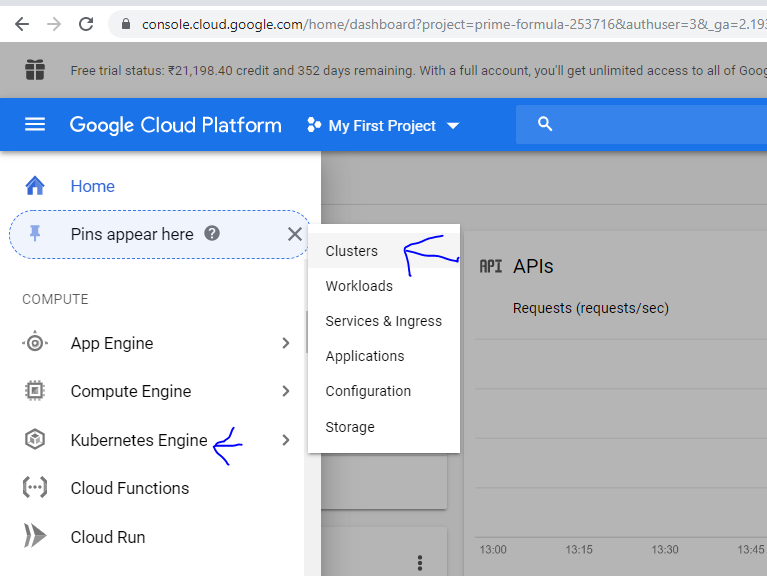 console.cloud.google.com/home/dashboard?project=prime-formula-253716&authuser=3&_ga=2.193
Free trial status: ₹21,198.40 credit and 352 days remaining. With a full account, you'll get unlimited access to all of Goog
Google Cloud Platform My First Project
Home
Pins appear here ?
COMPUTE
App Engine
Compute Engine
Kubernetes Engine
Cloud Functions
Cloud Run
Clusters
Workloads
Services & Ingress
Applications
Configuration
Storage
API APIs
Requests (requests/sec)
13:00 13:15 13:30 13:45